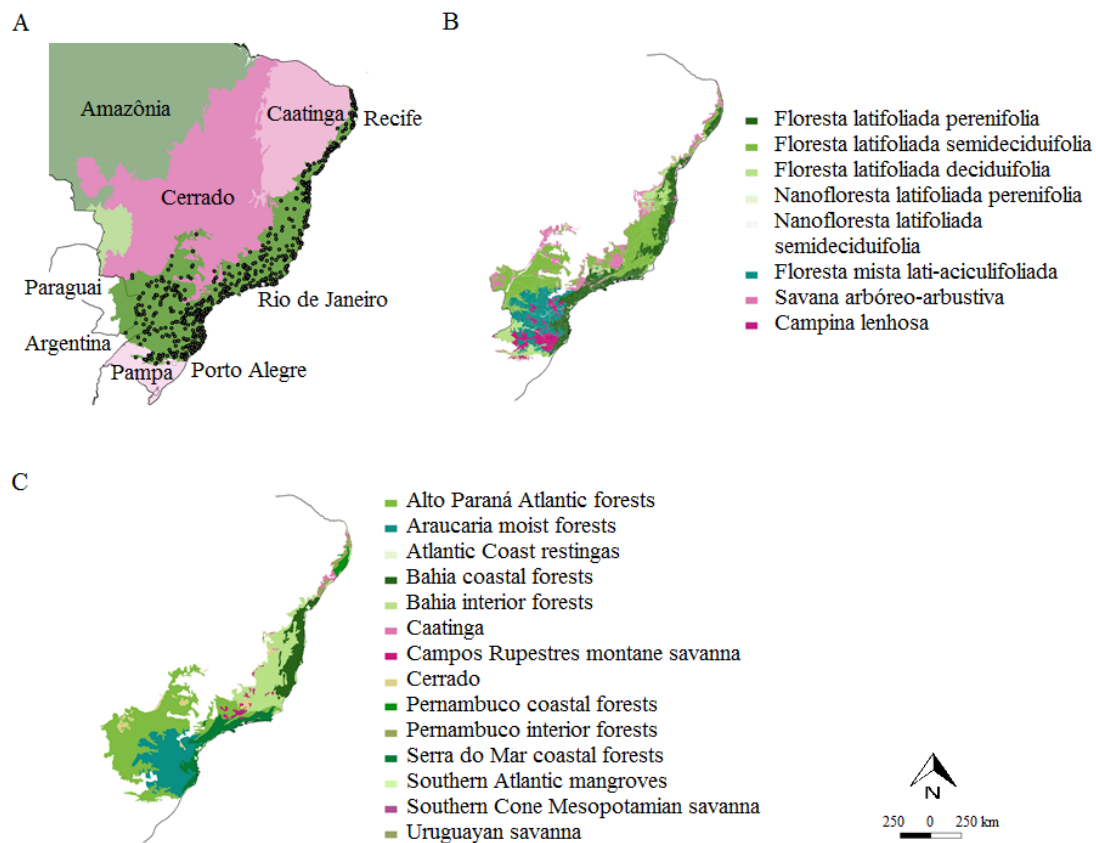 A
Amazônia
Caatinga
Recife
Cerrado
Paraguai
Rio de Janeiro
Argentina
Pampa
Porto Alegre
B
Floresta latifoliada perenifolia
Floresta latifoliada semideciduifolia
Floresta latifoliada deciduifolia
Nanofloresta latifoliada perenifolia
Nanofloresta latifoliada
semideciduifolia
Floresta mista lati-aciculifoliada
Savana arbóreo-arbustiva
Campina lenhosa
C
Alto Paraná Atlantic forests
Araucaria moist forests
Atlantic Coast restingas
Bahia coastal forests
Bahia interior forests
Caatinga
Campos Rupestres montane savanna
Cerrado
Pernambuco coastal forests
Pernambuco interior forests
Serra do Mar coastal forests
Southern Atlantic mangroves
Southern Cone Mesopotamian savanna
Uruguayan savanna
N
250 0 250 km